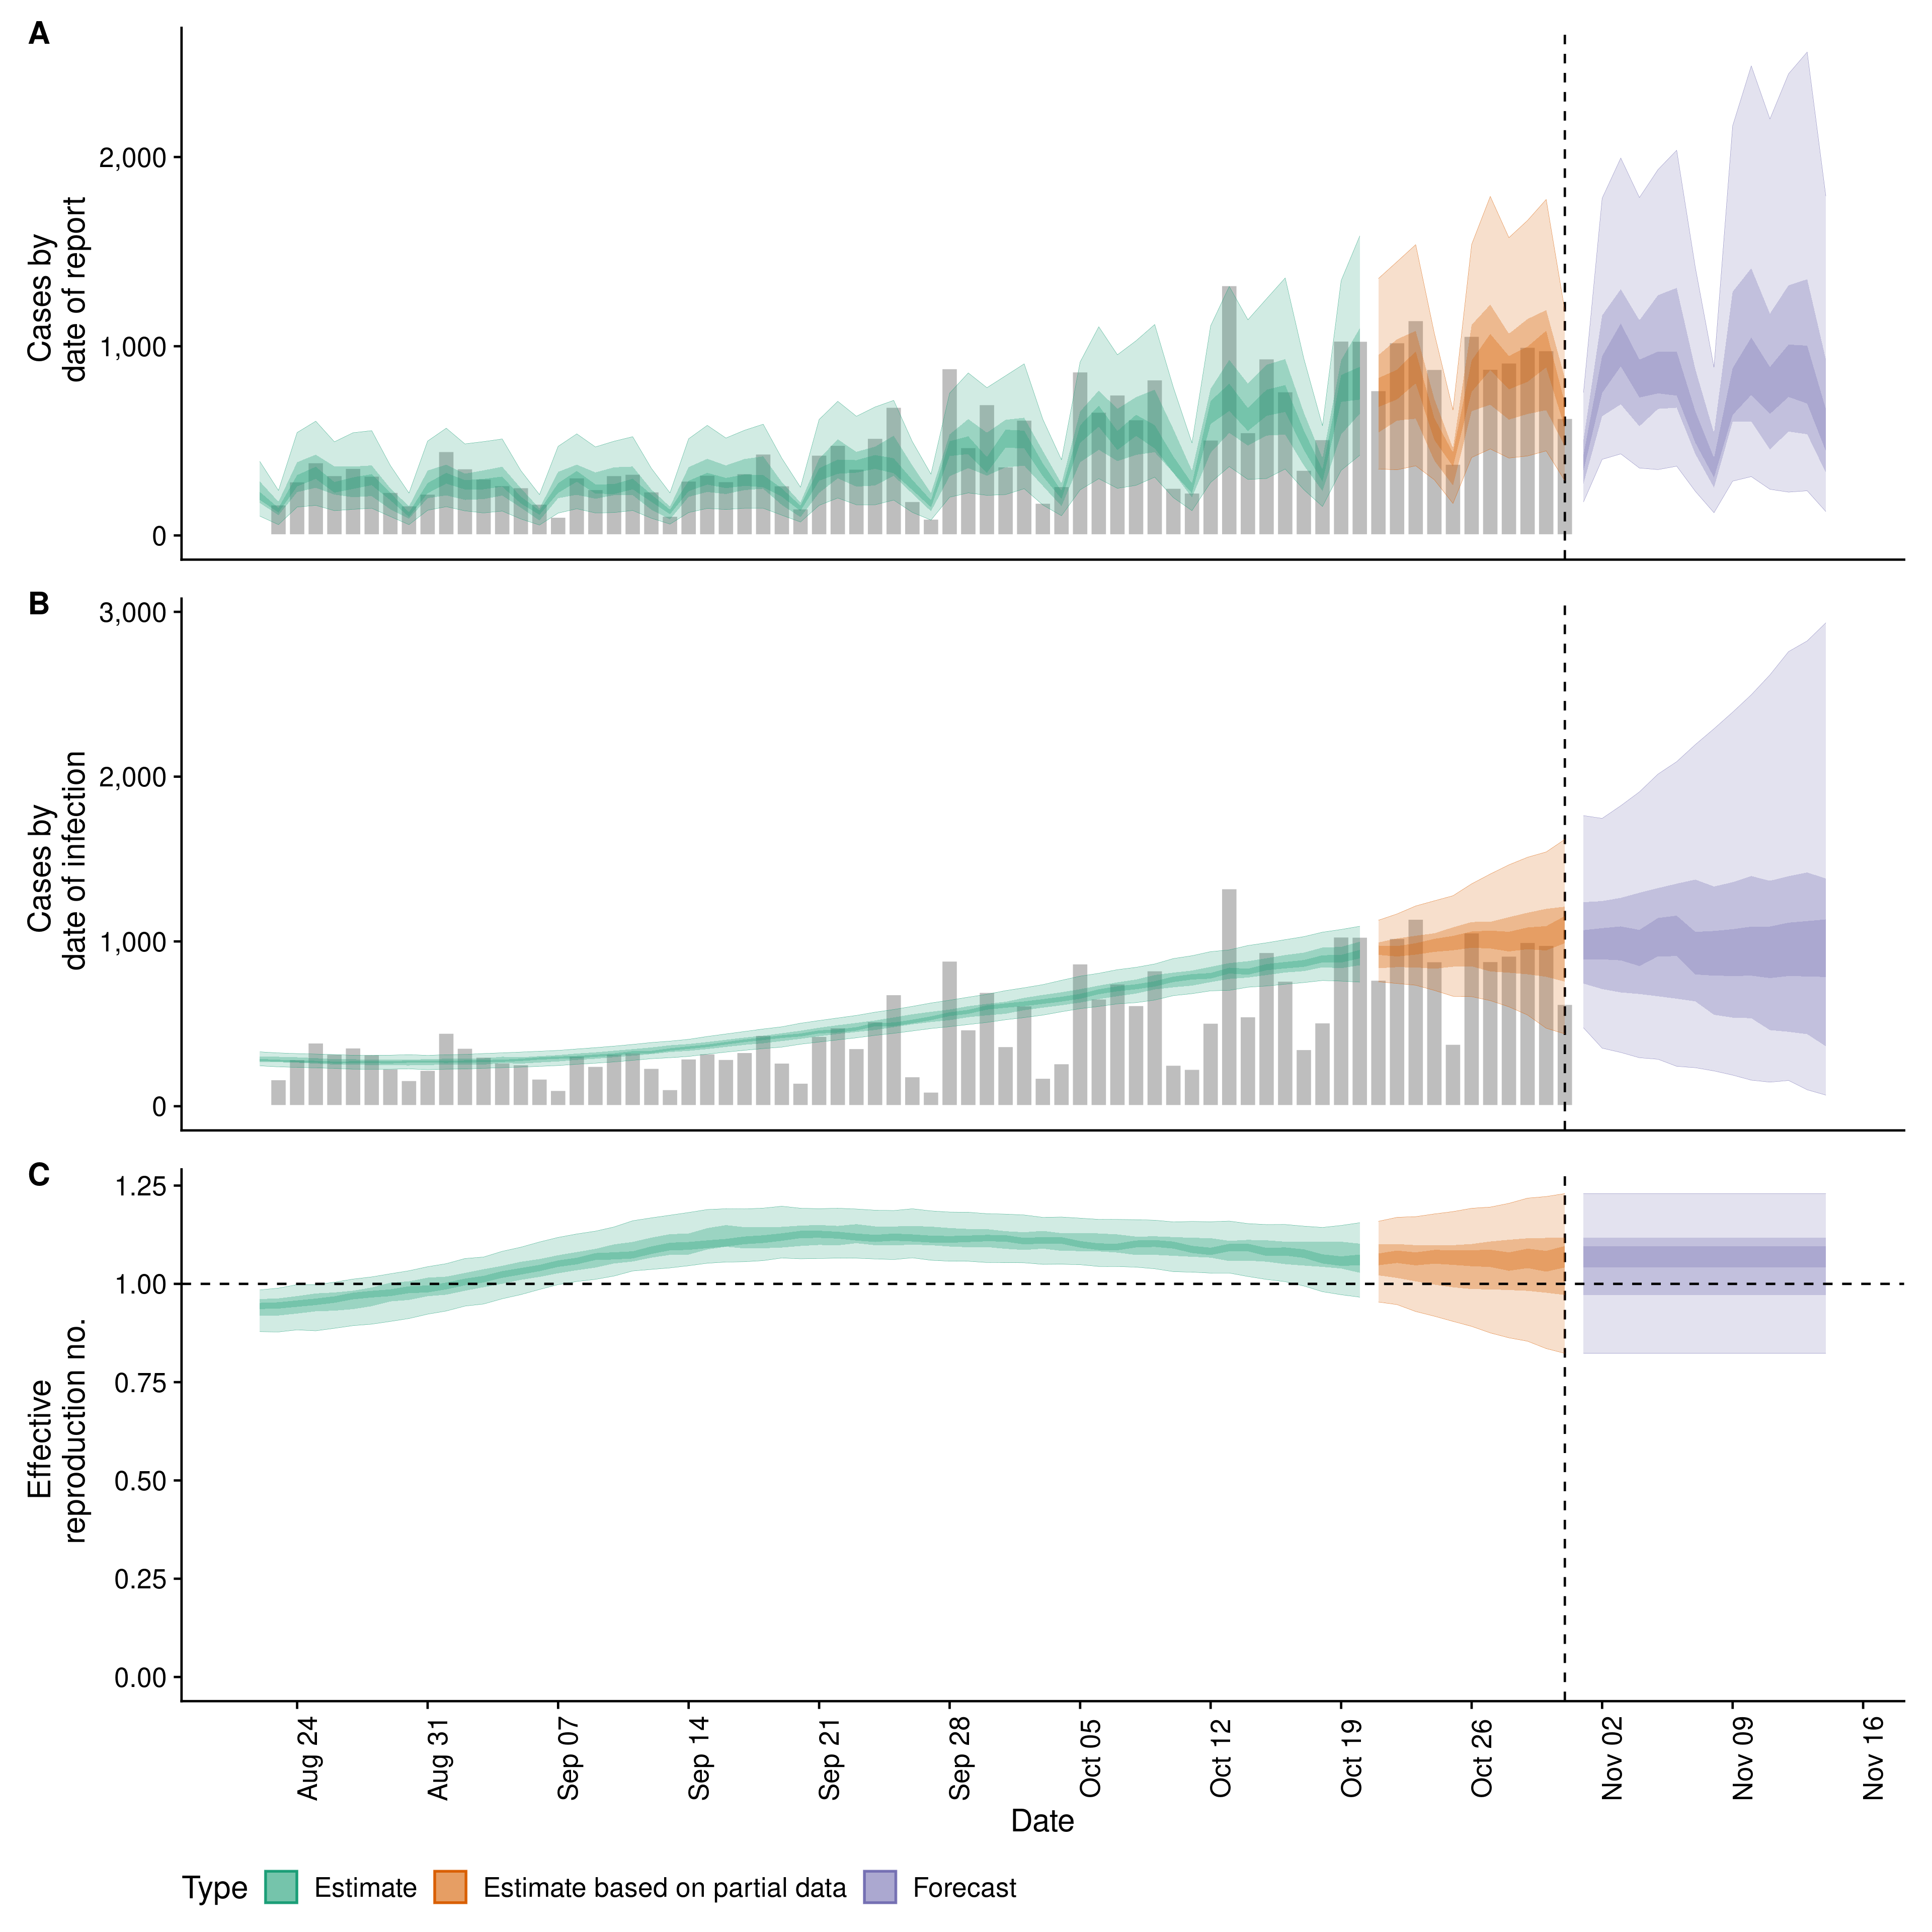 A
Cases by
date of report
2,000
1,000
0
B
Cases by
date of infection
3,000
2,000
1,000
0
C
Effective
reproduction no.
1.25
1.00
0.75
0.50
0.25
0.00
Aug 24
Aug 31
Sep 07
Sep 14
Sep 21
Sep 28
Oct 05
Oct 12
Oct 19
Oct 26
Nov 02
Nov 09
Nov 16
Date
Type Estimate Estimate based on partial data Forecast